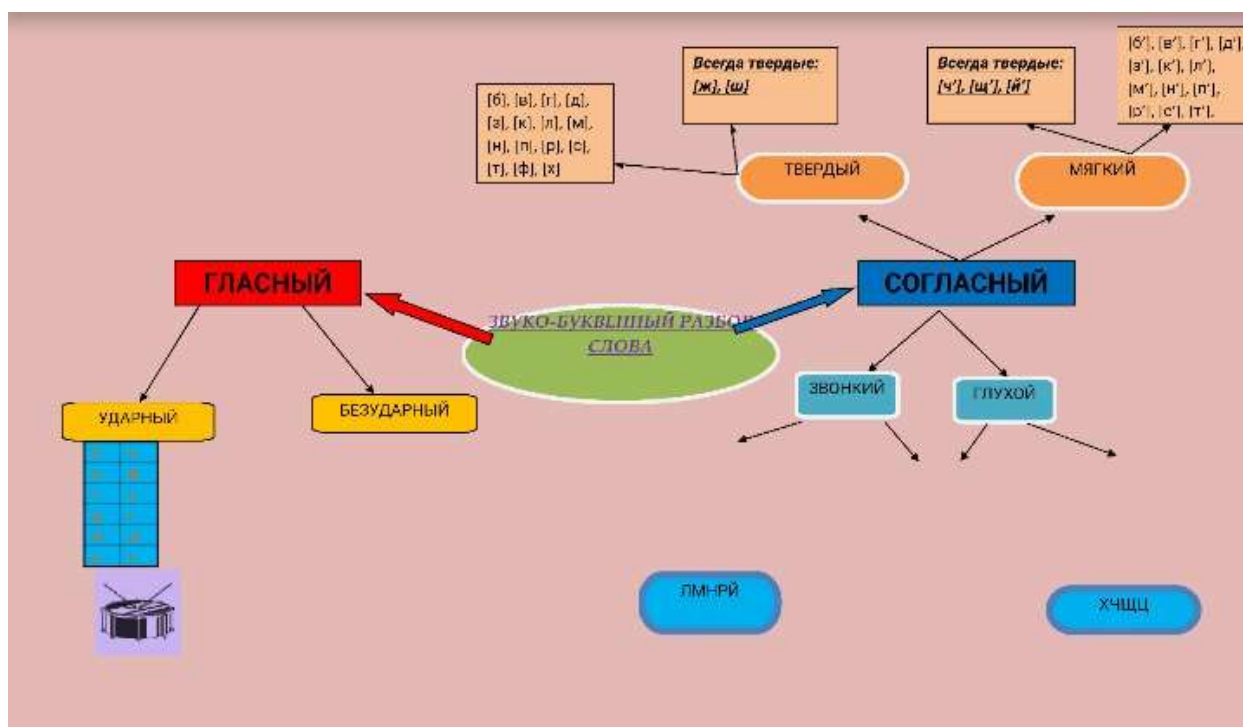 Всегда твердые:
[ж], [ш]
Всегда твердые:
[ч’], [щ’], [й’]
[б’], [в’], [г’], [д’],
[з’], [к’], [л’],
[м’], [н’], [п’],
[р’], [с’], [т’],
[б], [в], [г], [д],
[з], [к], [л], [м],
[н], [п], [р], [с],
[т], [ф], [х]
ТВЕРДЫЙ
МЯГКИЙ
ГЛАСНЫЙ
СОГЛАСНЫЙ
ЗВУКО-БУКВЕННЫЙ РАЗБОР
СЛОВА
УДАРНЫЙ
БЕЗУДАРНЫЙ
ЗВОНКИЙ
ГЛУХОЙ
ЛМНРЙ
ХЧЩЦ